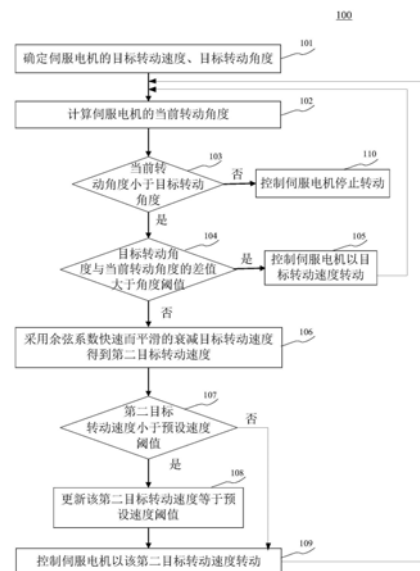 100
101
确定伺服电机的目标转动速度、目标转动角度
102
计算伺服电机的当前转动角度
103
当前转
动角度小于目标转动
角度
否
110
控制伺服电机停止转动
是
104
目标转动角
度与当前转动角度的差值
大于角度阈值
是
105
控制伺服电机以目
标转动速度转动
否
106
采用余弦系数快速而平滑的衰减目标转动速度
得到第二目标转动速度
107
第二目标
转动速度小于预设速度
阈值
否
是
108
更新该第二目标转动速度等于预
设速度阈值
109
控制伺服电机以该第二目标转动速度转动